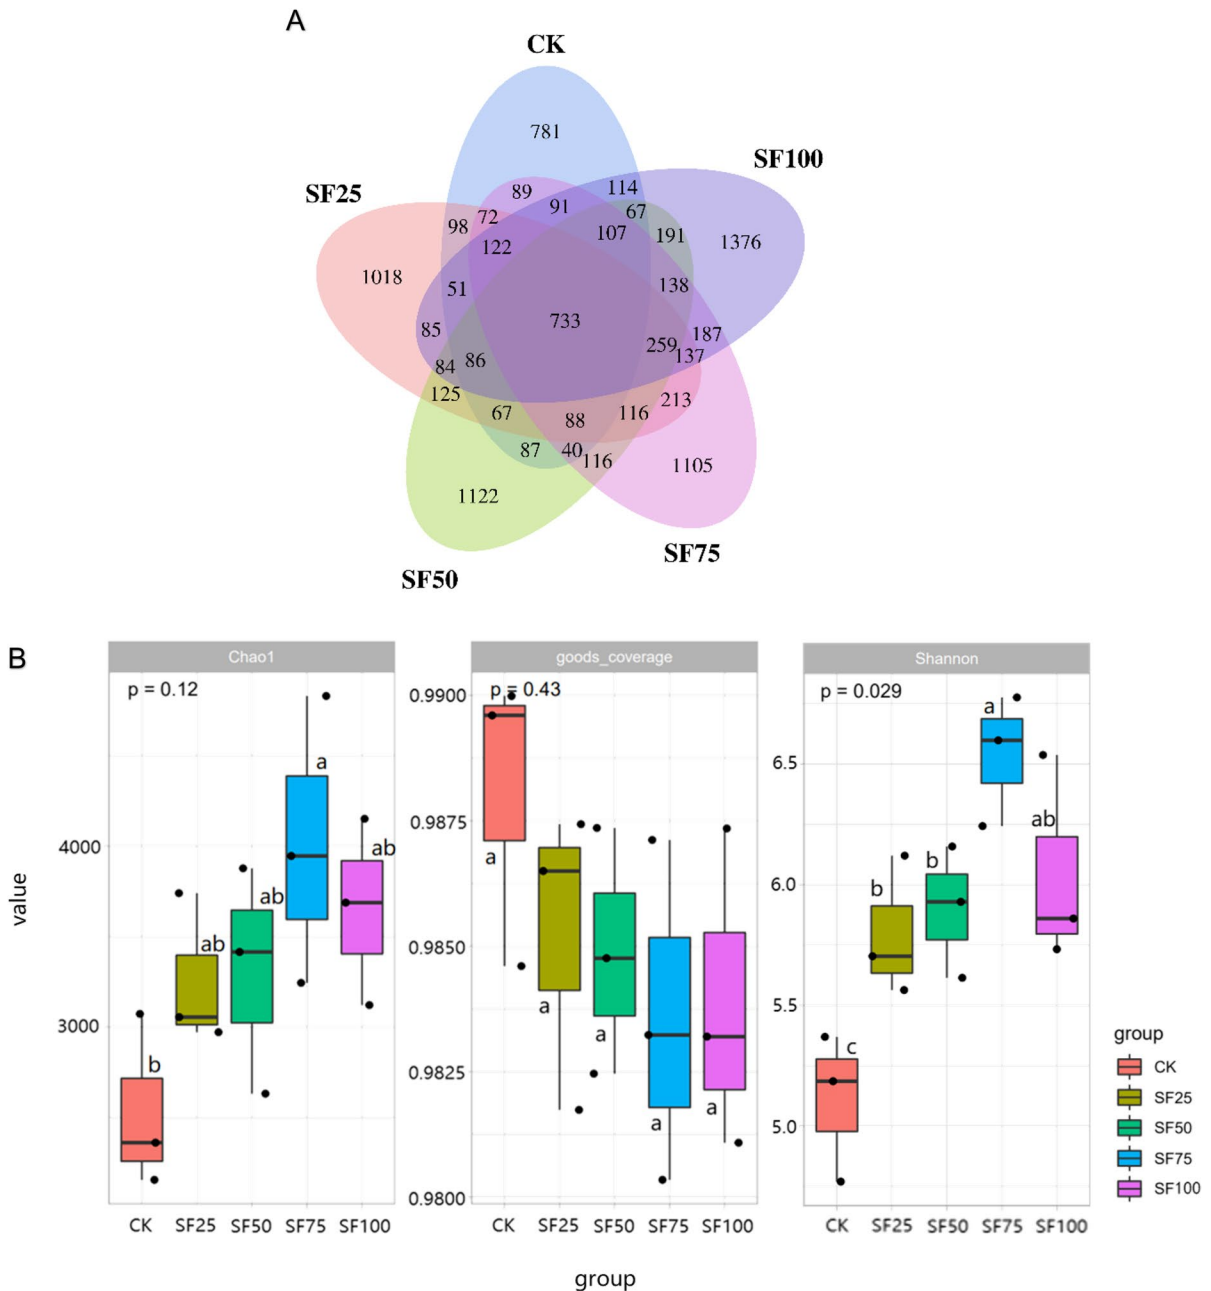 A
CK
SF100
SF25
SF50
SF75
781
114
89
91
67
72
98
107
191
1376
122
1018
51
138
733
85
187
259
137
84
86
125
213
67
88
116
87
40
116
1105
1122
B
Chao1
goods_coverage
Shannon
p = 0.12
p = 0.43
p = 0.029
value
4000
3000
b
ab
ab
a
ab
CK
SF25
SF50
SF75
SF100
0.9900
0.9875
0.9850
0.9825
0.9800
a
a
a
a
a
CK
SF25
SF50
SF75
SF100
6.5
6.0
5.5
5.0
c
b
b
a
ab
CK
SF25
SF50
SF75
SF100
group
group
CK
SF25
SF50
SF75
SF100